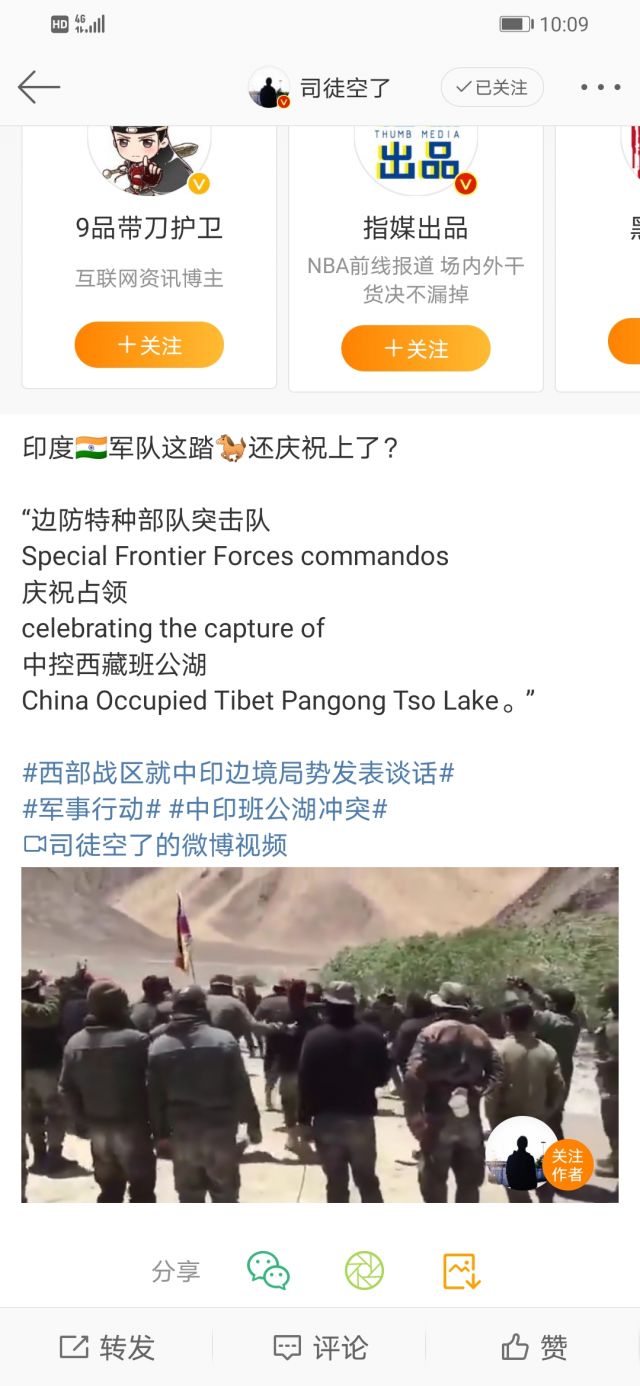 HD 4G 10:09
司徒空了 已关注
9品带刀护卫
互联网资讯博主
+关注
THUMB MEDIA
出品
指媒出品
NBA前线报道 场内外干
货决不漏掉
+关注
印度🇮🇳军队这踏🐎还庆祝上了？
“边防特种部队突击队
Special Frontier Forces commandos
庆祝占领
celebrating the capture of
中控西藏班公湖
China Occupied Tibet Pangong Tso Lake。”
#西部战区就中印边境局势发表谈话#
#军事行动# #中印班公湖冲突#
司徒空了的微博视频
关注
作者
分享
转发 评论 赞